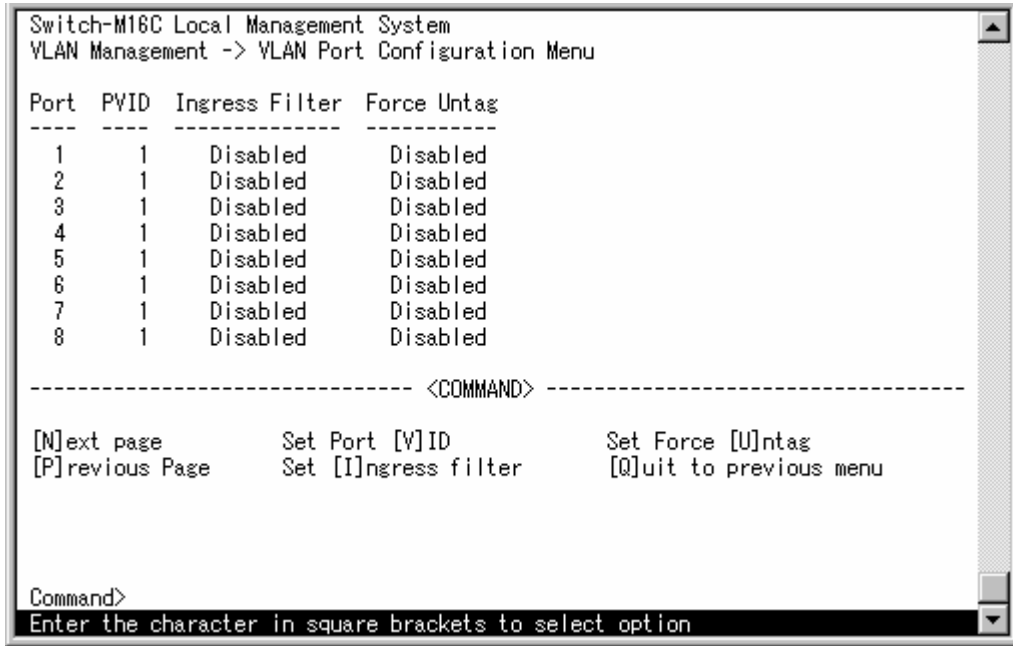 Switch-M16C Local Management System
VLAN Management -> VLAN Port Configuration Menu
Port  PVID  Ingress Filter  Force Untag
----  ----  --------------  -----------
1  1  Disabled  Disabled
2  1  Disabled  Disabled
3  1  Disabled  Disabled
4  1  Disabled  Disabled
5  1  Disabled  Disabled
6  1  Disabled  Disabled
7  1  Disabled  Disabled
8  1  Disabled  Disabled
-------------------------------- <COMMAND> -----------------------------------
[N]ext page  Set Port [V]ID  Set Force [U]ntag
[P]revious Page  Set [I]ngress filter  [Q]uit to previous menu
Command>
Enter the character in square brackets to select option